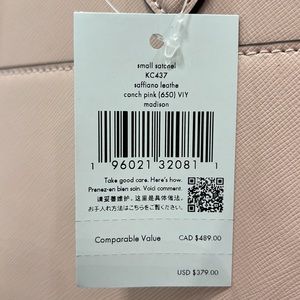 small satchel
KC437
saffiano leathe
conch pink (650) VIY
madison
1 96021 32081 1
Take good care. Here's how.
Prenez-en bien soin. Voici comment.
请妥善维护，这里是具体做法。
お手入れ方法はこちらをご覧ください。
Comparable Value CAD $489.00
USD $379.00